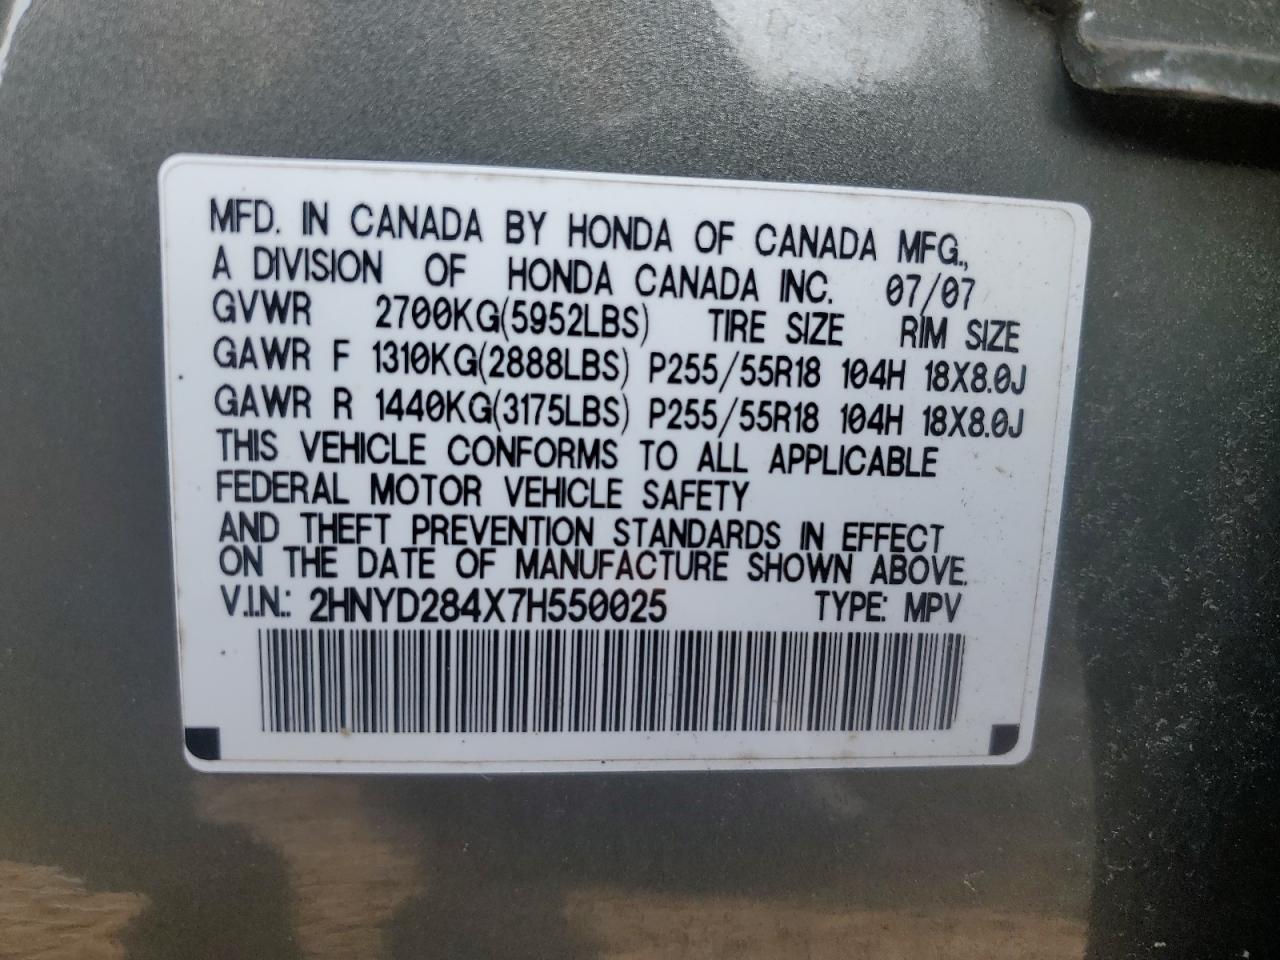 MFD. IN CANADA BY HONDA OF CANADA MFG.,
A DIVISION OF HONDA CANADA INC. 07/07
GVWR 2700KG(5952LBS) TIRE SIZE RIM SIZE
GAWR F 1310KG(2888LBS) P255/55R18 104H 18X8.0J
GAWR R 1440KG(3175LBS) P255/55R18 104H 18X8.0J
THIS VEHICLE CONFORMS TO ALL APPLICABLE
FEDERAL MOTOR VEHICLE SAFETY
AND THEFT PREVENTION STANDARDS IN EFFECT
ON THE DATE OF MANUFACTURE SHOWN ABOVE.
V.I.N.: 2HNYD284X7H550025 TYPE: MPV